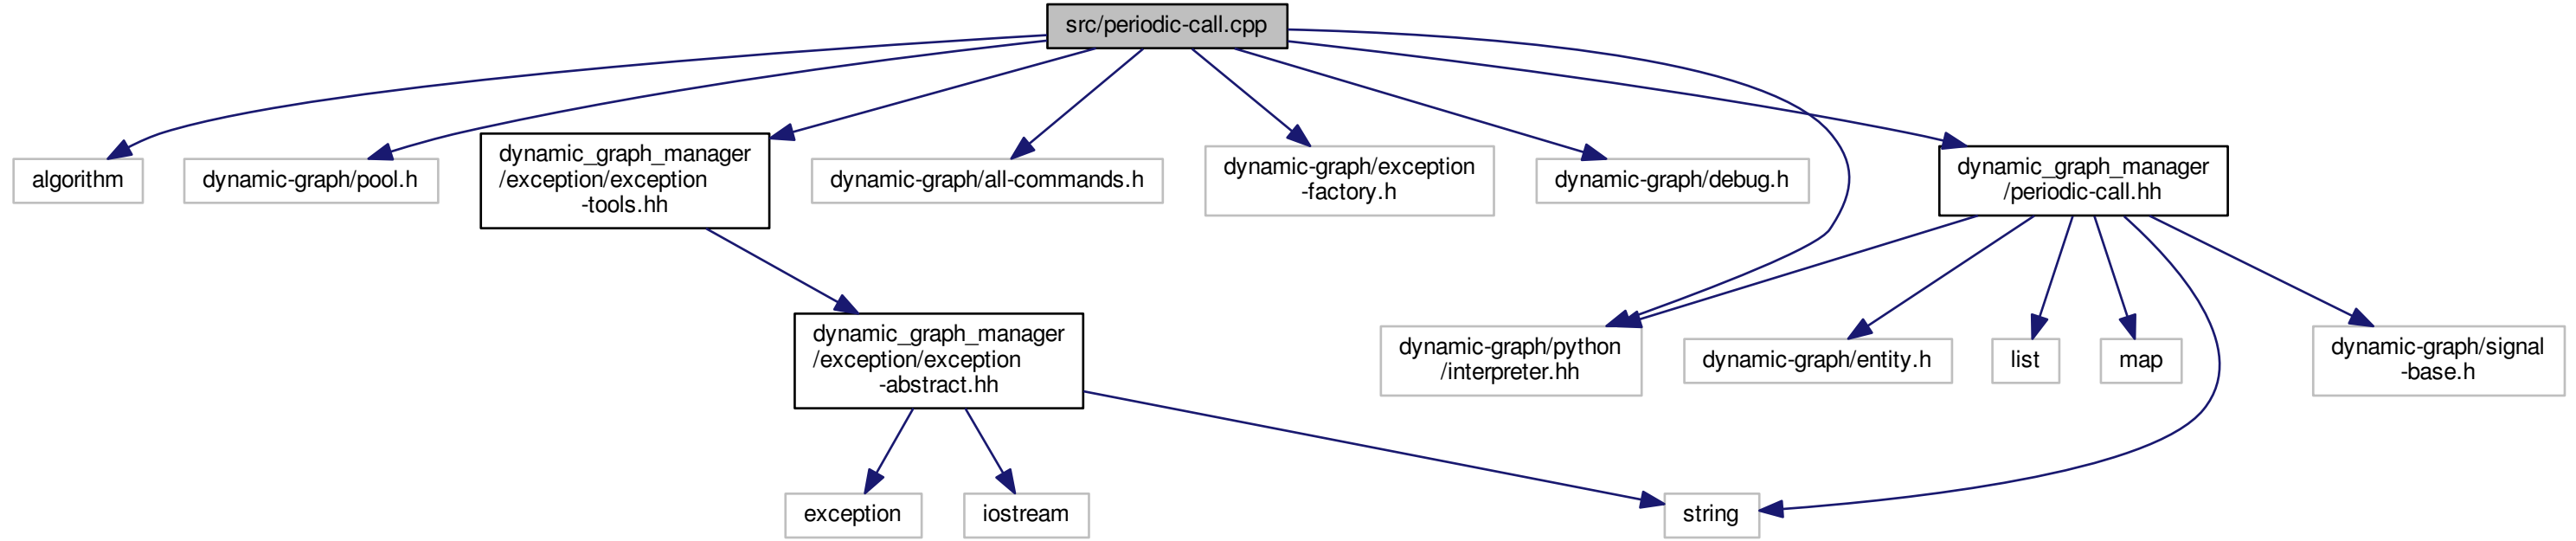 src/periodic-call.cpp
algorithm
dynamic-graph/pool.h
dynamic_graph_manager
/exception/exception
-tools.hh
dynamic-graph/all-commands.h
dynamic-graph/exception
-factory.h
dynamic-graph/debug.h
dynamic_graph_manager
/periodic-call.hh
dynamic_graph_manager
/exception/exception
-abstract.hh
dynamic-graph/python
/interpreter.hh
dynamic-graph/entity.h
list
map
dynamic-graph/signal
-base.h
exception
iostream
string